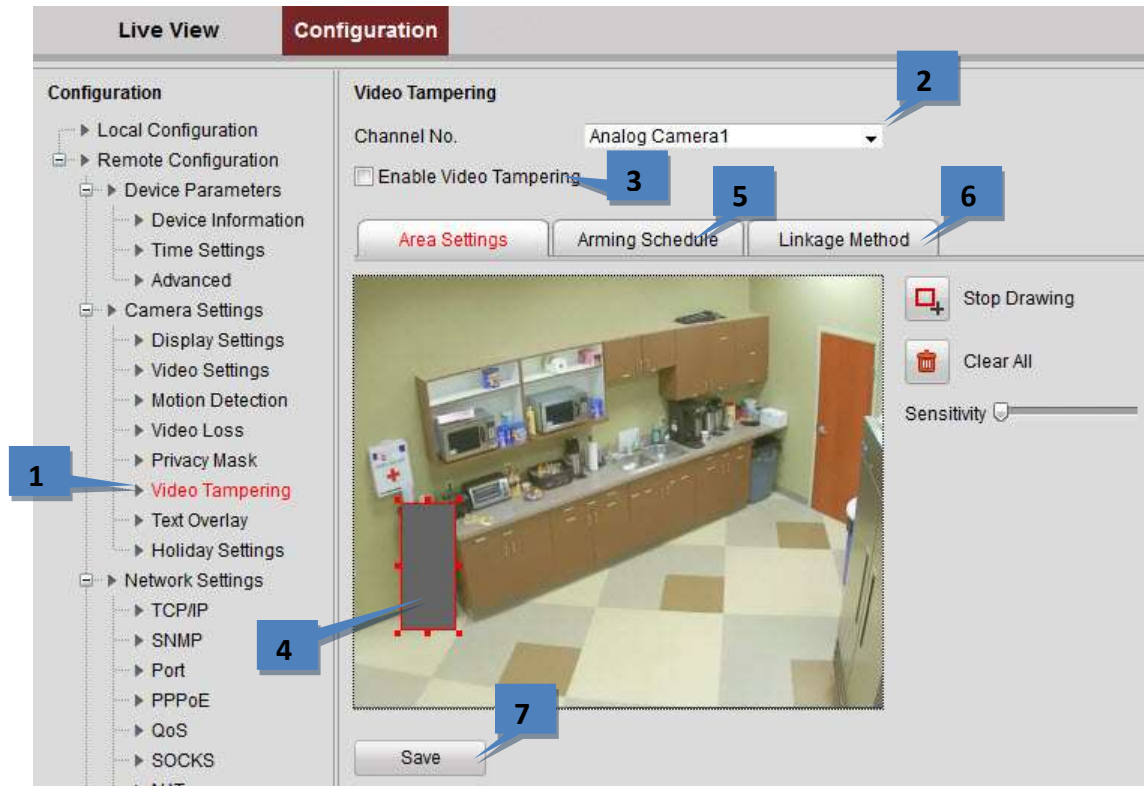 Live View
Configuration
Configuration
Local Configuration
Remote Configuration
Device Parameters
Device Information
Time Settings
Advanced
Camera Settings
Display Settings
Video Settings
Motion Detection
Video Loss
Privacy Mask
1
Video Tampering
Text Overlay
Holiday Settings
Network Settings
TCP/IP
SNMP
Port
PPPoE
QoS
SOCKS
Video Tampering
2
Channel No.
Analog Camera1
Enable Video Tampering
3
5
6
Area Settings
Arming Schedule
Linkage Method
Stop Drawing
Clear All
Sensitivity
4
7
Save